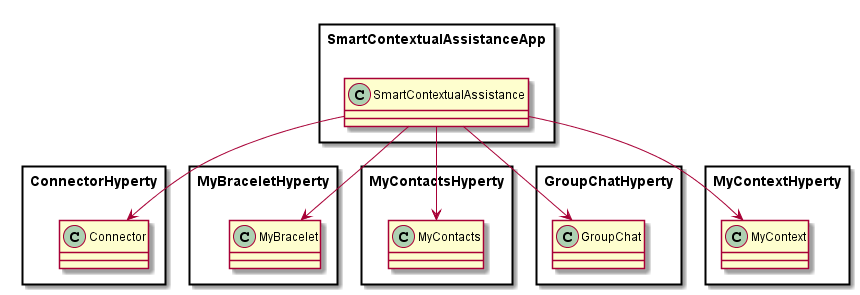 SmartContextualAssistanceApp
C SmartContextualAssistance
ConnectorHyperty
MyBraceletHyperty
MyContactsHyperty
GroupChatHyperty
MyContextHyperty
C Connector
C MyBracelet
C MyContacts
C GroupChat
C MyContext